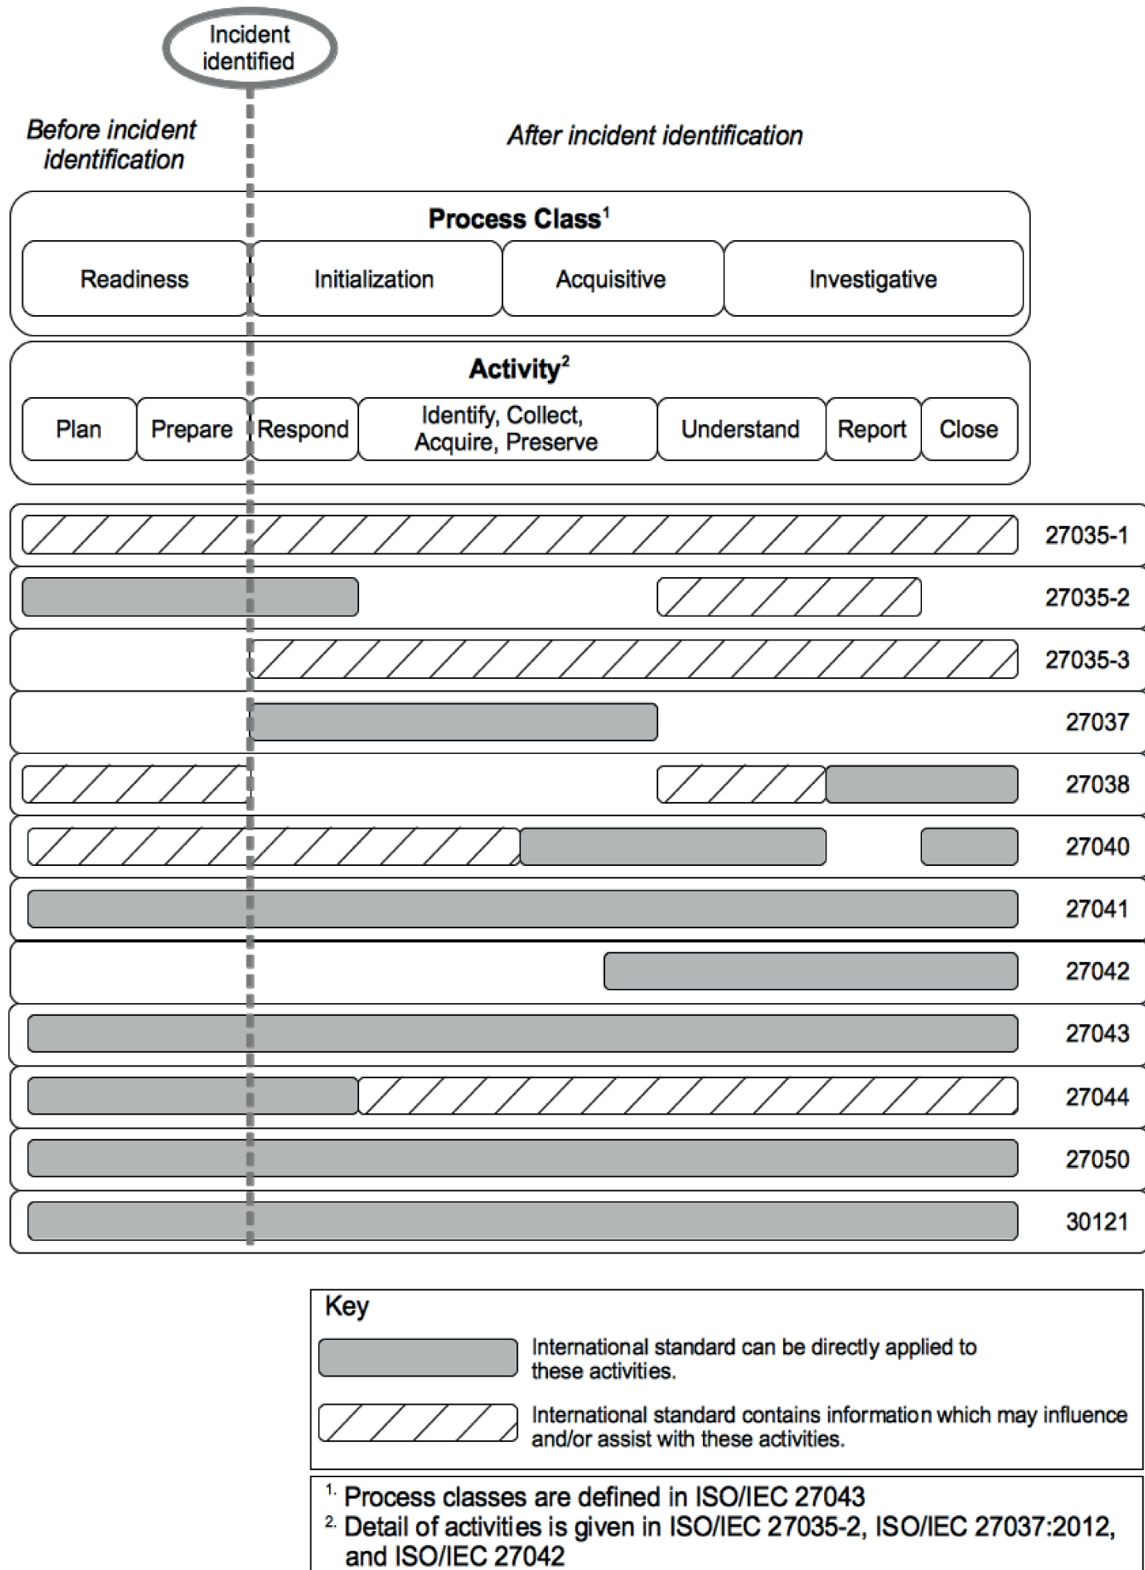 Incident
identified
Before incident
identification
After incident identification
Process Class¹
Readiness
Initialization
Acquisitive
Investigative
Activity²
Plan
Prepare
Respond
Identify, Collect,
Acquire, Preserve
Understand
Report
Close
27035-1
27035-2
27035-3
27037
27038
27040
27041
27042
27043
27044
27050
30121
Key
International standard can be directly applied to
these activities.
International standard contains information which may influence
and/or assist with these activities.
¹· Process classes are defined in ISO/IEC 27043
²· Detail of activities is given in ISO/IEC 27035-2, ISO/IEC 27037:2012,
and ISO/IEC 27042